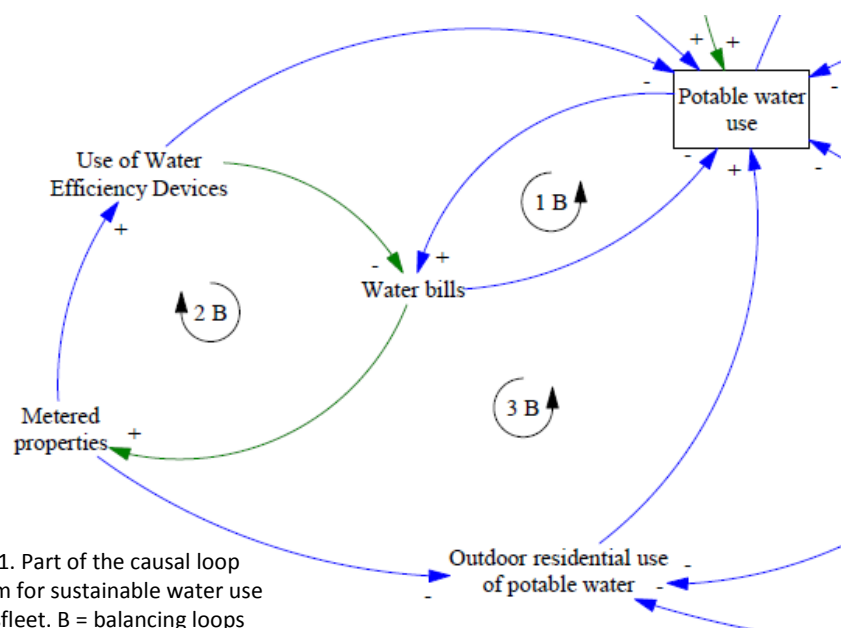 + +
-
-
Potable water
use
-
+
-
Use of Water
Efficiency Devices
+
1 B
-
+
Water bills
2 B
Metered
properties
+
3 B
1. Part of the causal loop
m for sustainable water use
sfleet. B = balancing loops
Outdoor residential use
of potable water
-
-
-